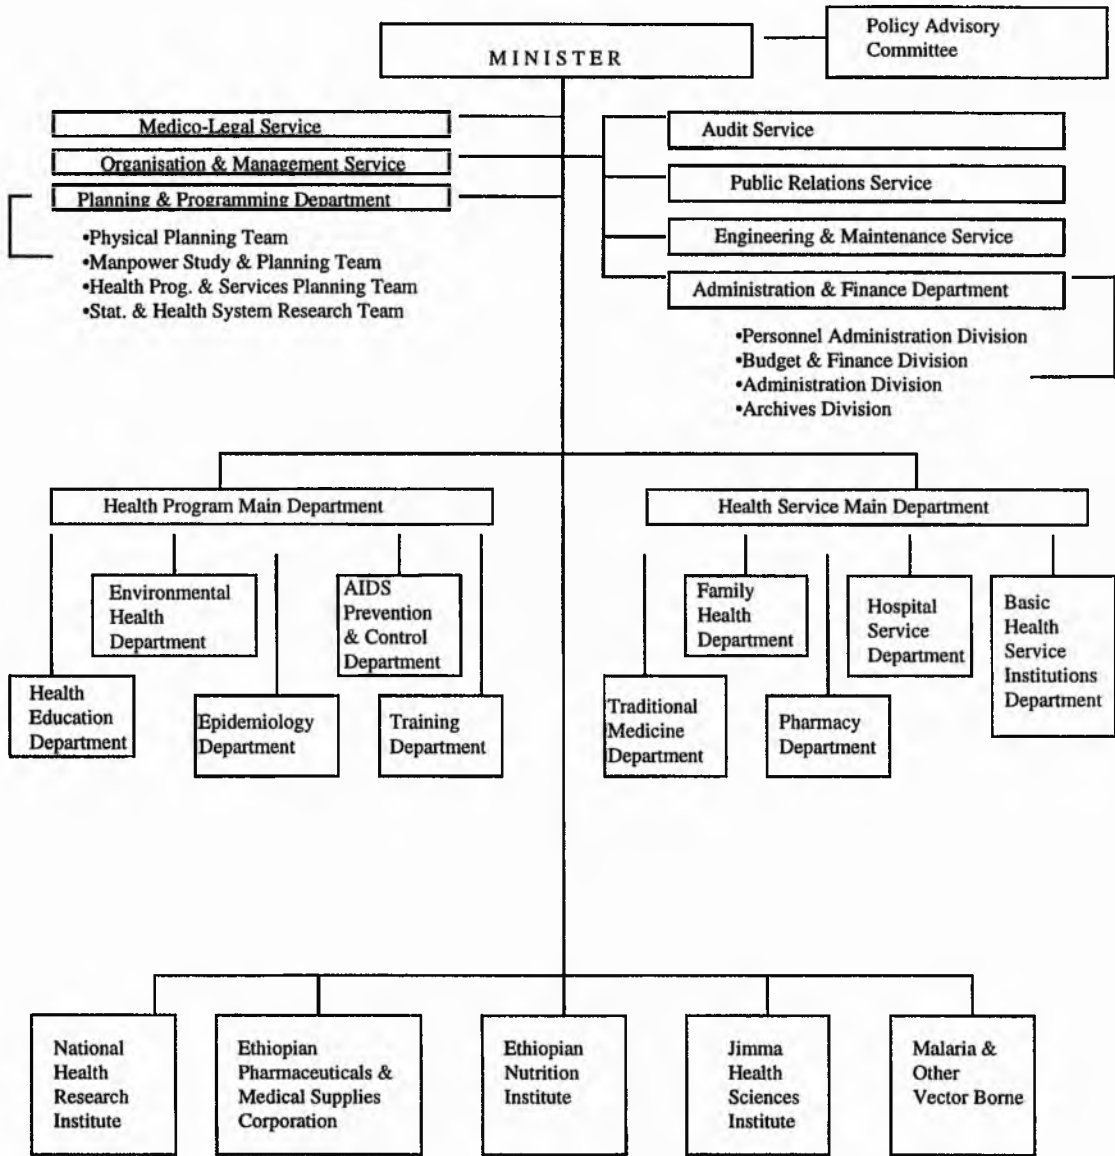 MINISTER
Policy Advisory
Committee
Medico-Legal Service
Organisation & Management Service
Planning & Programming Department
•Physical Planning Team
•Manpower Study & Planning Team
•Health Prog. & Services Planning Team
•Stat. & Health System Research Team
Audit Service
Public Relations Service
Engineering & Maintenance Service
Administration & Finance Department
•Personnel Administration Division
•Budget & Finance Division
•Administration Division
•Archives Division
Health Program Main Department
Health Education Department
Environmental
Health
Department
Epidemiology
Department
AIDS
Prevention
& Control
Department
Training
Department
Health Service Main Department
Traditional
Medicine
Department
Family
Health
Department
Pharmacy
Department
Hospital
Service
Department
Basic
Health
Service
Institutions
Department
National
Health
Research
Institute
Ethiopian
Pharmaceuticals &
Medical Supplies
Corporation
Ethiopian
Nutrition
Institute
Jimma
Health
Sciences
Institute
Malaria &
Other
Vector Borne